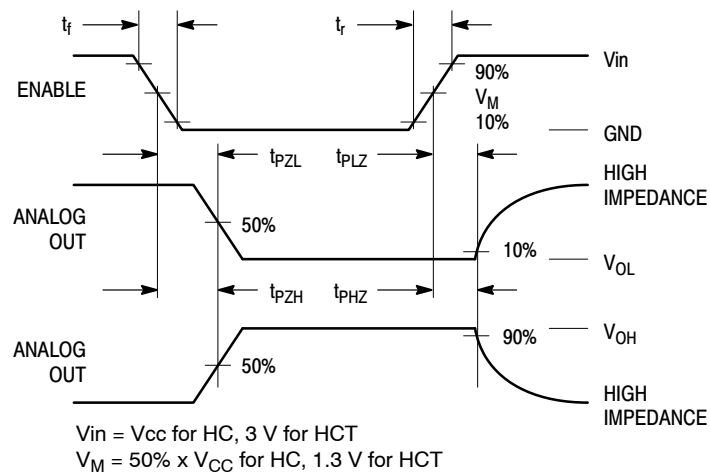 tf tr
Vin
90%
ENABLE
VM
10%
GND
tPZL tPLZ
HIGH
IMPEDANCE
ANALOG
OUT
50%
10%
VOL
tPZH tPHZ
VOH
90%
ANALOG
OUT
50%
HIGH
IMPEDANCE
Vin = Vcc for HC, 3 V for HCT
VM = 50% x VCC for HC, 1.3 V for HCT